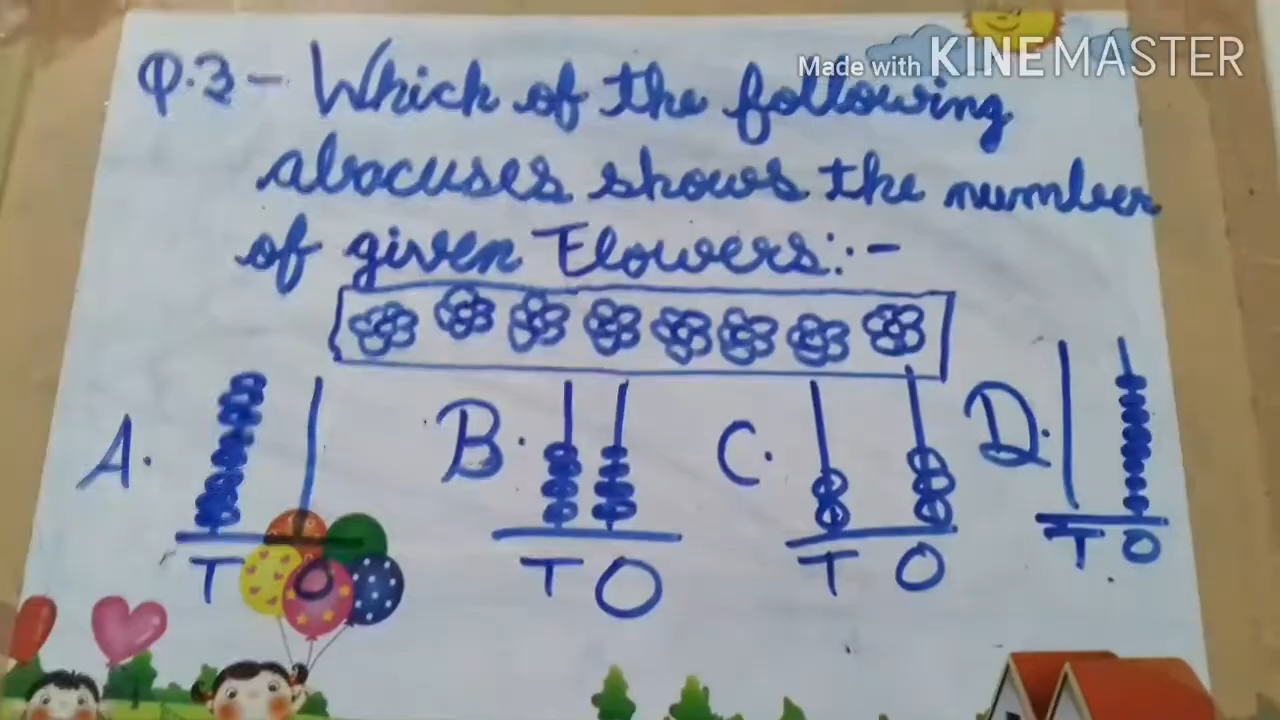 Made with KINEMASTER
Q.3- Which of the following
abacuses shows the number
of given Flowers:-
A. B. C. D.
T O T O T O T O